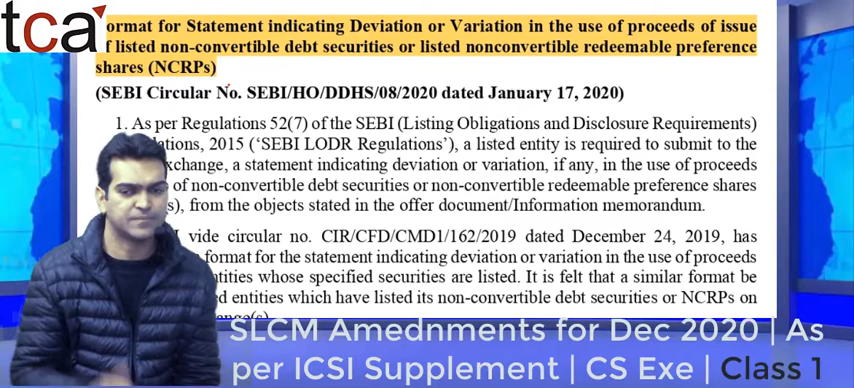 tca
ormat for Statement indicating Deviation or Variation in the use of proceeds of issue
f listed non-convertible debt securities or listed nonconvertible redeemable preference
shares (NCRPs)
(SEBI Circular No. SEBI/HO/DDHS/08/2020 dated January 17, 2020)
1. As per Regulations 52(7) of the SEBI (Listing Obligations and Disclosure Requirements)
lations, 2015 (‘SEBI LODR Regulations’), a listed entity is required to submit to the
xchange, a statement indicating deviation or variation, if any, in the use of proceeds
of non-convertible debt securities or non-convertible redeemable preference shares
s), from the objects stated in the offer document/Information memorandum.
vide circular no. CIR/CFD/CMD1/162/2019 dated December 24, 2019, has
format for the statement indicating deviation or variation in the use of proceeds
ntities whose specified securities are listed. It is felt that a similar format be
ed entities which have listed its non-convertible debt securities or NCRPs on
SLCM Amednments for Dec 2020 | As
per ICSI Supplement | CS Exe | Class 1